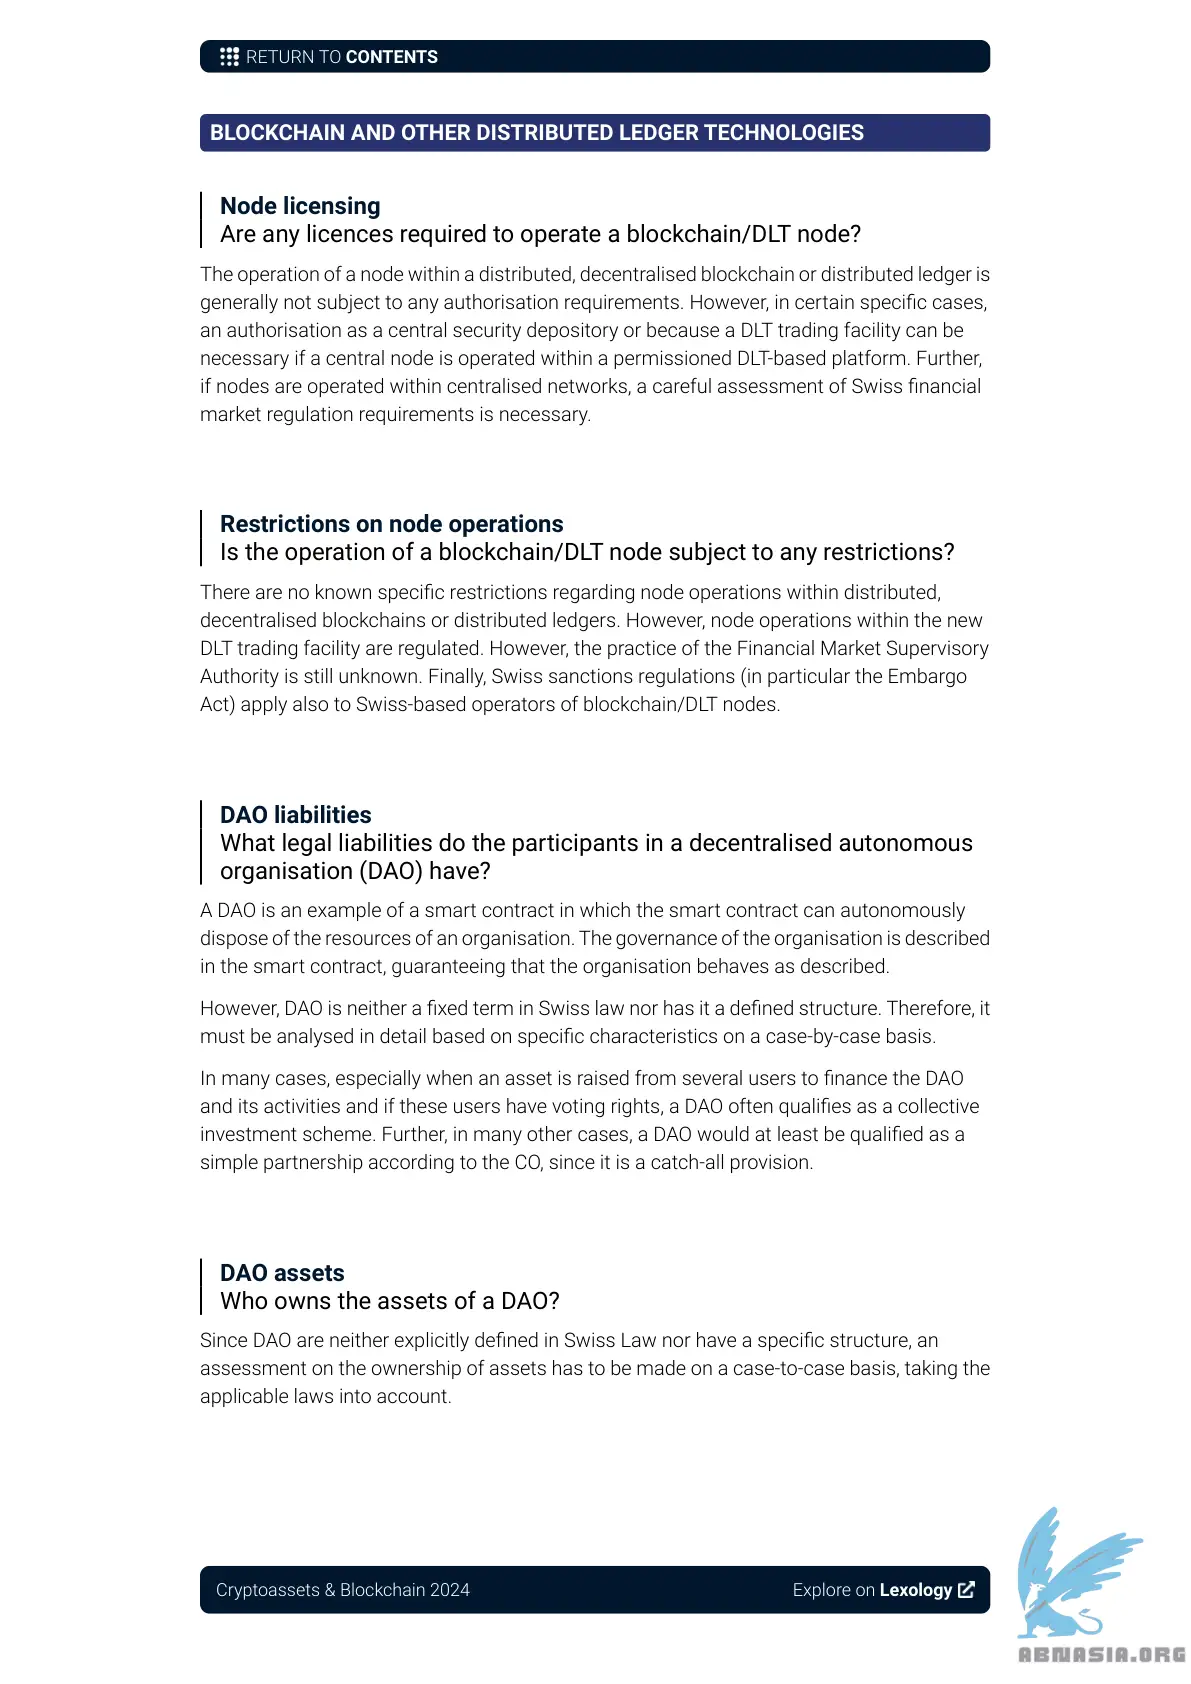 RETURN TO CONTENTS
BLOCKCHAIN AND OTHER DISTRIBUTED LEDGER TECHNOLOGIES
Node licensing
Are any licences required to operate a blockchain/DLT node?
The operation of a node within a distributed, decentralised blockchain or distributed ledger is
generally not subject to any authorisation requirements. However, in certain specific cases,
an authorisation as a central security depository or because a DLT trading facility can be
necessary if a central node is operated within a permissioned DLT-based platform. Further,
if nodes are operated within centralised networks, a careful assessment of Swiss financial
market regulation requirements is necessary.
Restrictions on node operations
Is the operation of a blockchain/DLT node subject to any restrictions?
There are no known specific restrictions regarding node operations within distributed,
decentralised blockchains or distributed ledgers. However, node operations within the new
DLT trading facility are regulated. However, the practice of the Financial Market Supervisory
Authority is still unknown. Finally, Swiss sanctions regulations (in particular the Embargo
Act) apply also to Swiss-based operators of blockchain/DLT nodes.
DAO liabilities
What legal liabilities do the participants in a decentralised autonomous
organisation (DAO) have?
A DAO is an example of a smart contract in which the smart contract can autonomously
dispose of the resources of an organisation. The governance of the organisation is described
in the smart contract, guaranteeing that the organisation behaves as described.
However, DAO is neither a fixed term in Swiss law nor has it a defined structure. Therefore, it
must be analysed in detail based on specific characteristics on a case-by-case basis.
In many cases, especially when an asset is raised from several users to finance the DAO
and its activities and if these users have voting rights, a DAO often qualifies as a collective
investment scheme. Further, in many other cases, a DAO would at least be qualified as a
simple partnership according to the CO, since it is a catch-all provision.
DAO assets
Who owns the assets of a DAO?
Since DAO are neither explicitly defined in Swiss Law nor have a specific structure, an
assessment on the ownership of assets has to be made on a case-to-case basis, taking the
applicable laws into account.
Cryptoassets & Blockchain 2024
Explore on Lexology
ABNASIA.ORG